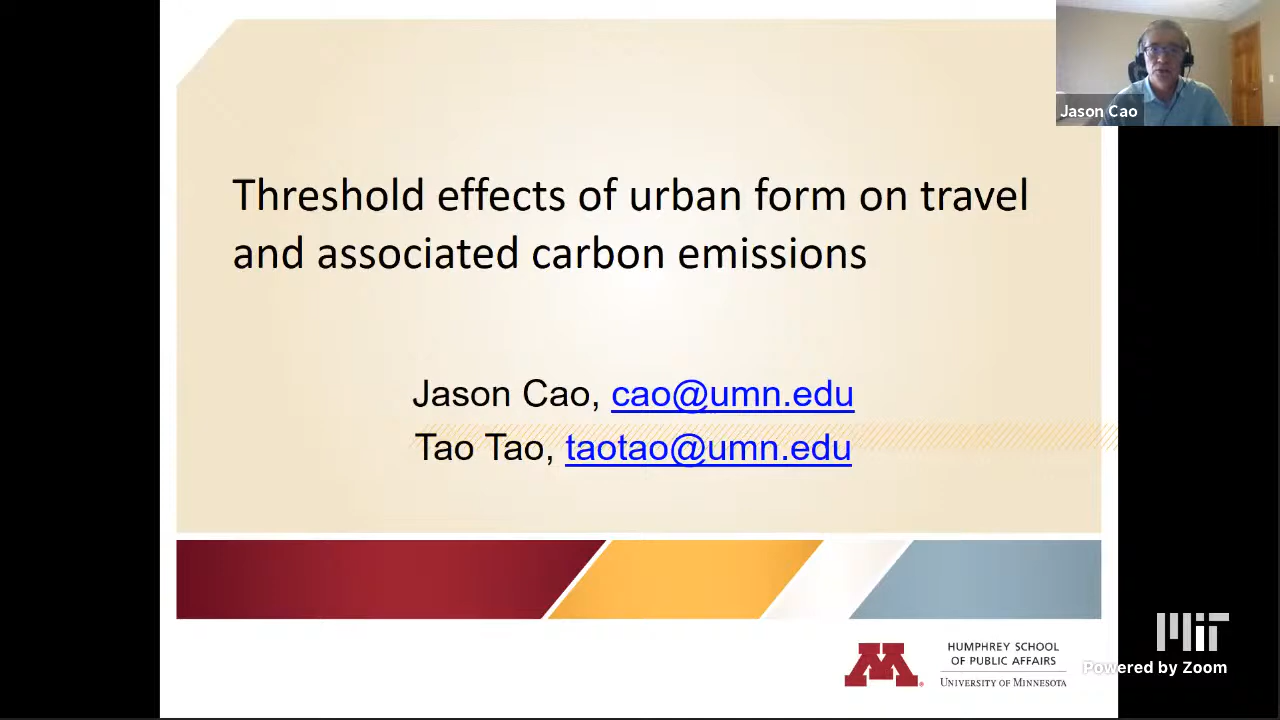 Jason Cao
Threshold effects of urban form on travel
and associated carbon emissions
Jason Cao, cao@umn.edu
Tao Tao, taotao@umn.edu
M
HUMPHREY SCHOOL
OF PUBLIC AFFAIRS
UNIVERSITY OF MINNESOTA
MIT
Powered by Zoom